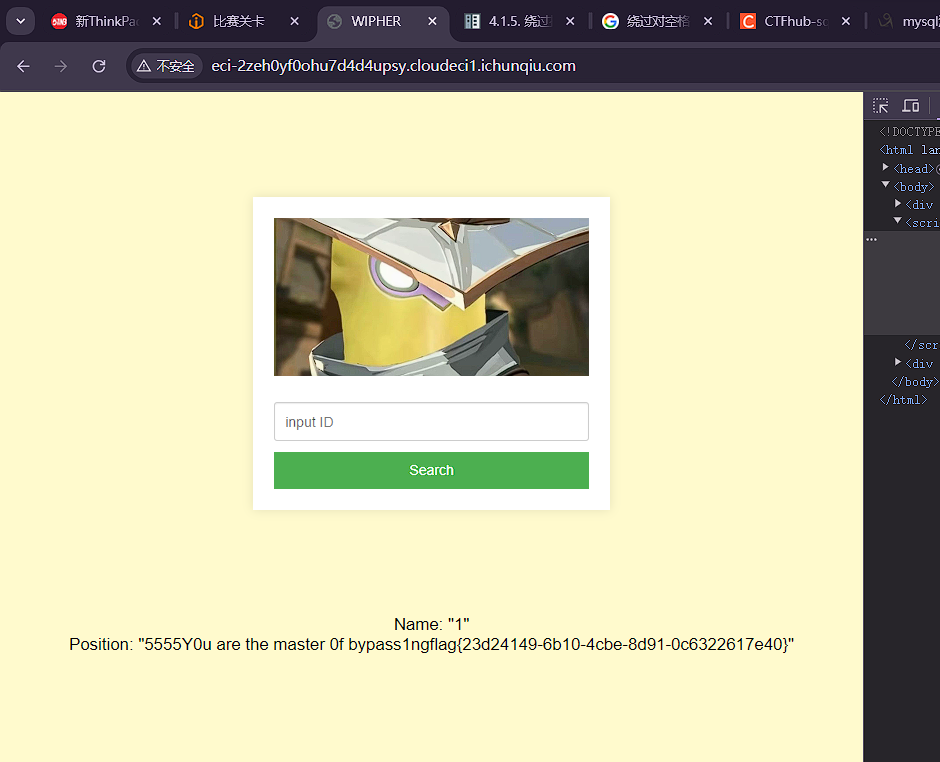 新ThinkPa
比赛关卡
WIPHER
4.1.5. 绕过
绕过对空格
CTFhub-sq
mysql
不安全
eci-2zeh0yf0ohu7d4d4upsy.cloudeci1.ichunqiu.com
<!DOCTYPE
<html lan
<head>
<body>
<div
<scri
...
</scr
<div
</body>
</html>
input ID
Search
Name: "1"
Position: "5555Y0u are the master 0f bypass1ngflag{23d24149-6b10-4cbe-8d91-0c6322617e40}"